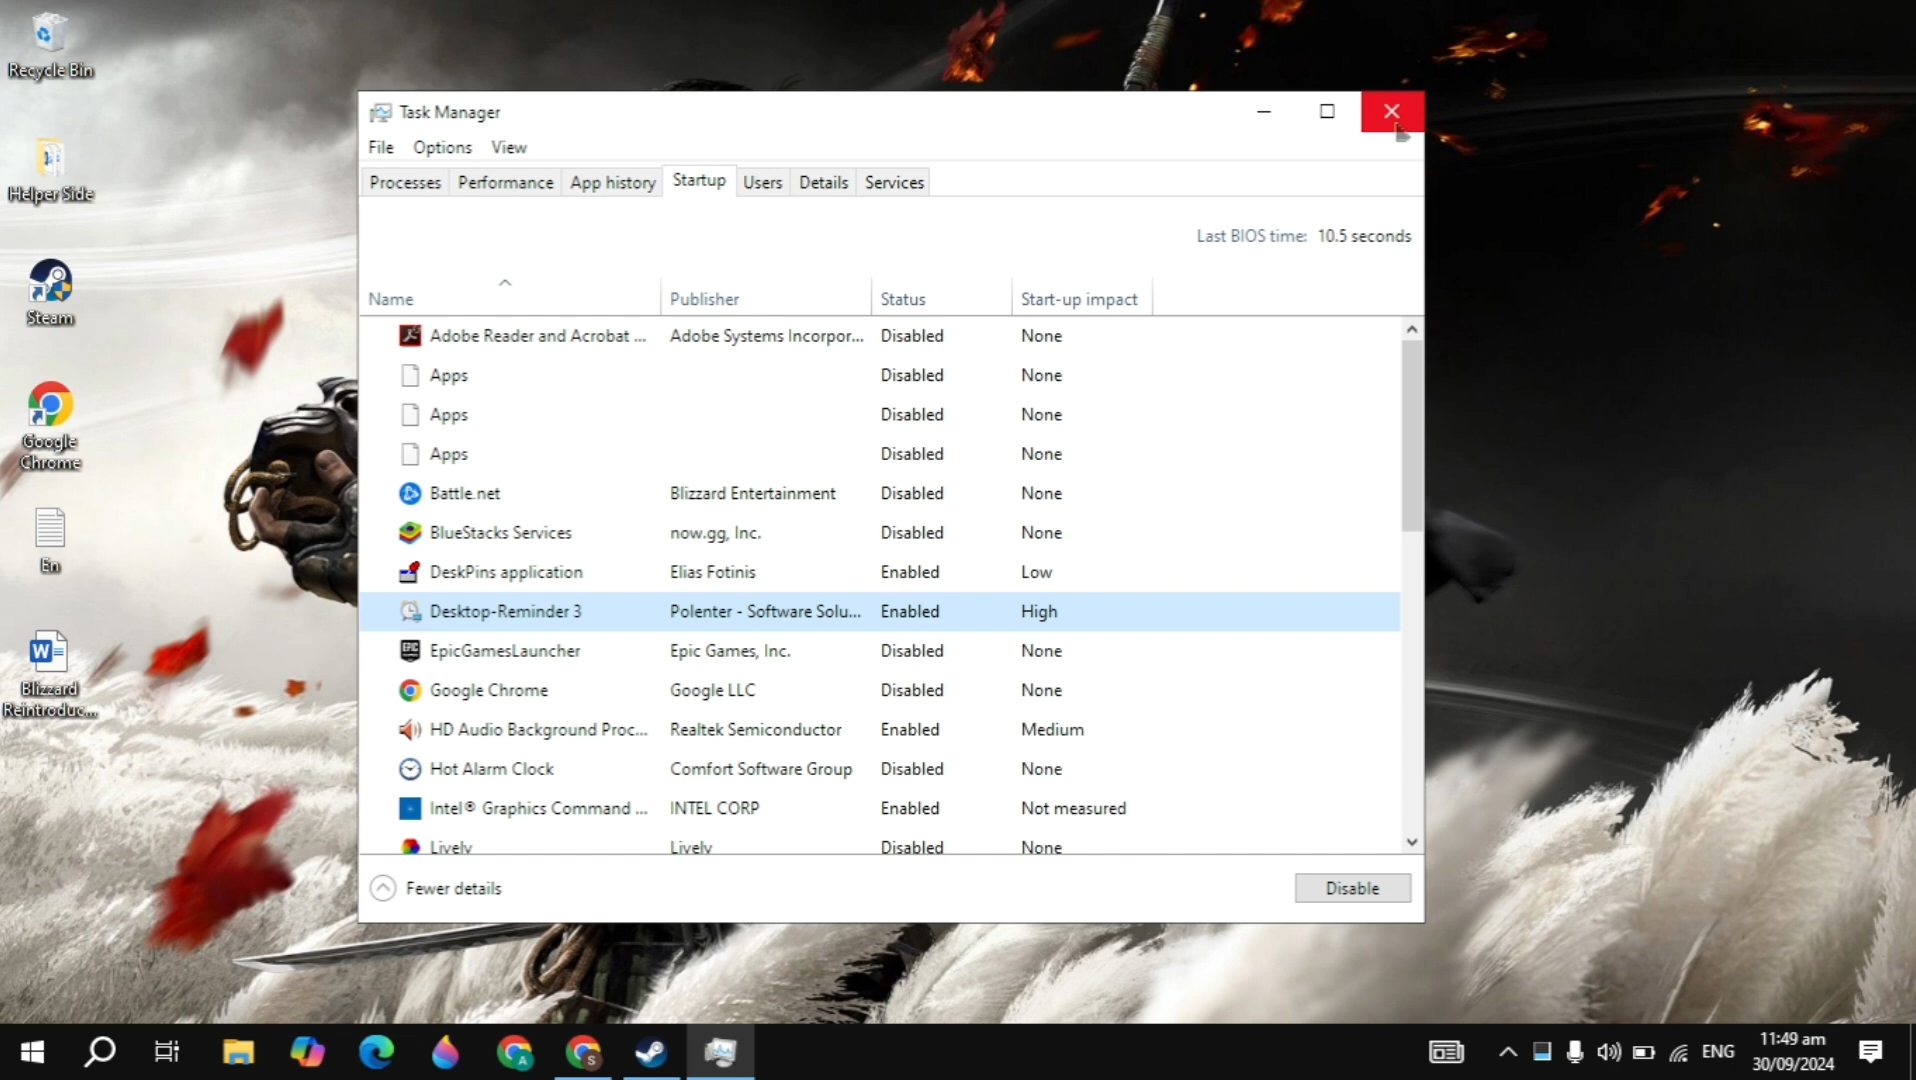 Recycle Bin
Helper Side
Steam
Google
Chrome
En
Blizzard
Reintroduc...
Task Manager
File Options View
Processes Performance App history Startup Users Details Services
Last BIOS time: 10.5 seconds
Name Publisher Status Start-up impact
Adobe Reader and Acrobat ... Adobe Systems Incorpor... Disabled None
Apps Disabled None
Apps Disabled None
Apps Disabled None
Battle.net Blizzard Entertainment Disabled None
BlueStacks Services now.gg, Inc. Disabled None
DeskPins application Elias Fotinis Enabled Low
Desktop-Reminder 3 Polenter - Software Solu... Enabled High
EpicGamesLauncher Epic Games, Inc. Disabled None
Google Chrome Google LLC Disabled None
HD Audio Background Proc... Realtek Semiconductor Enabled Medium
Hot Alarm Clock Comfort Software Group Disabled None
Intel® Graphics Command ... INTEL CORP Enabled Not measured
Lively Lively Disabled None
Fewer details Disable
ENG 11:49 am
30/09/2024